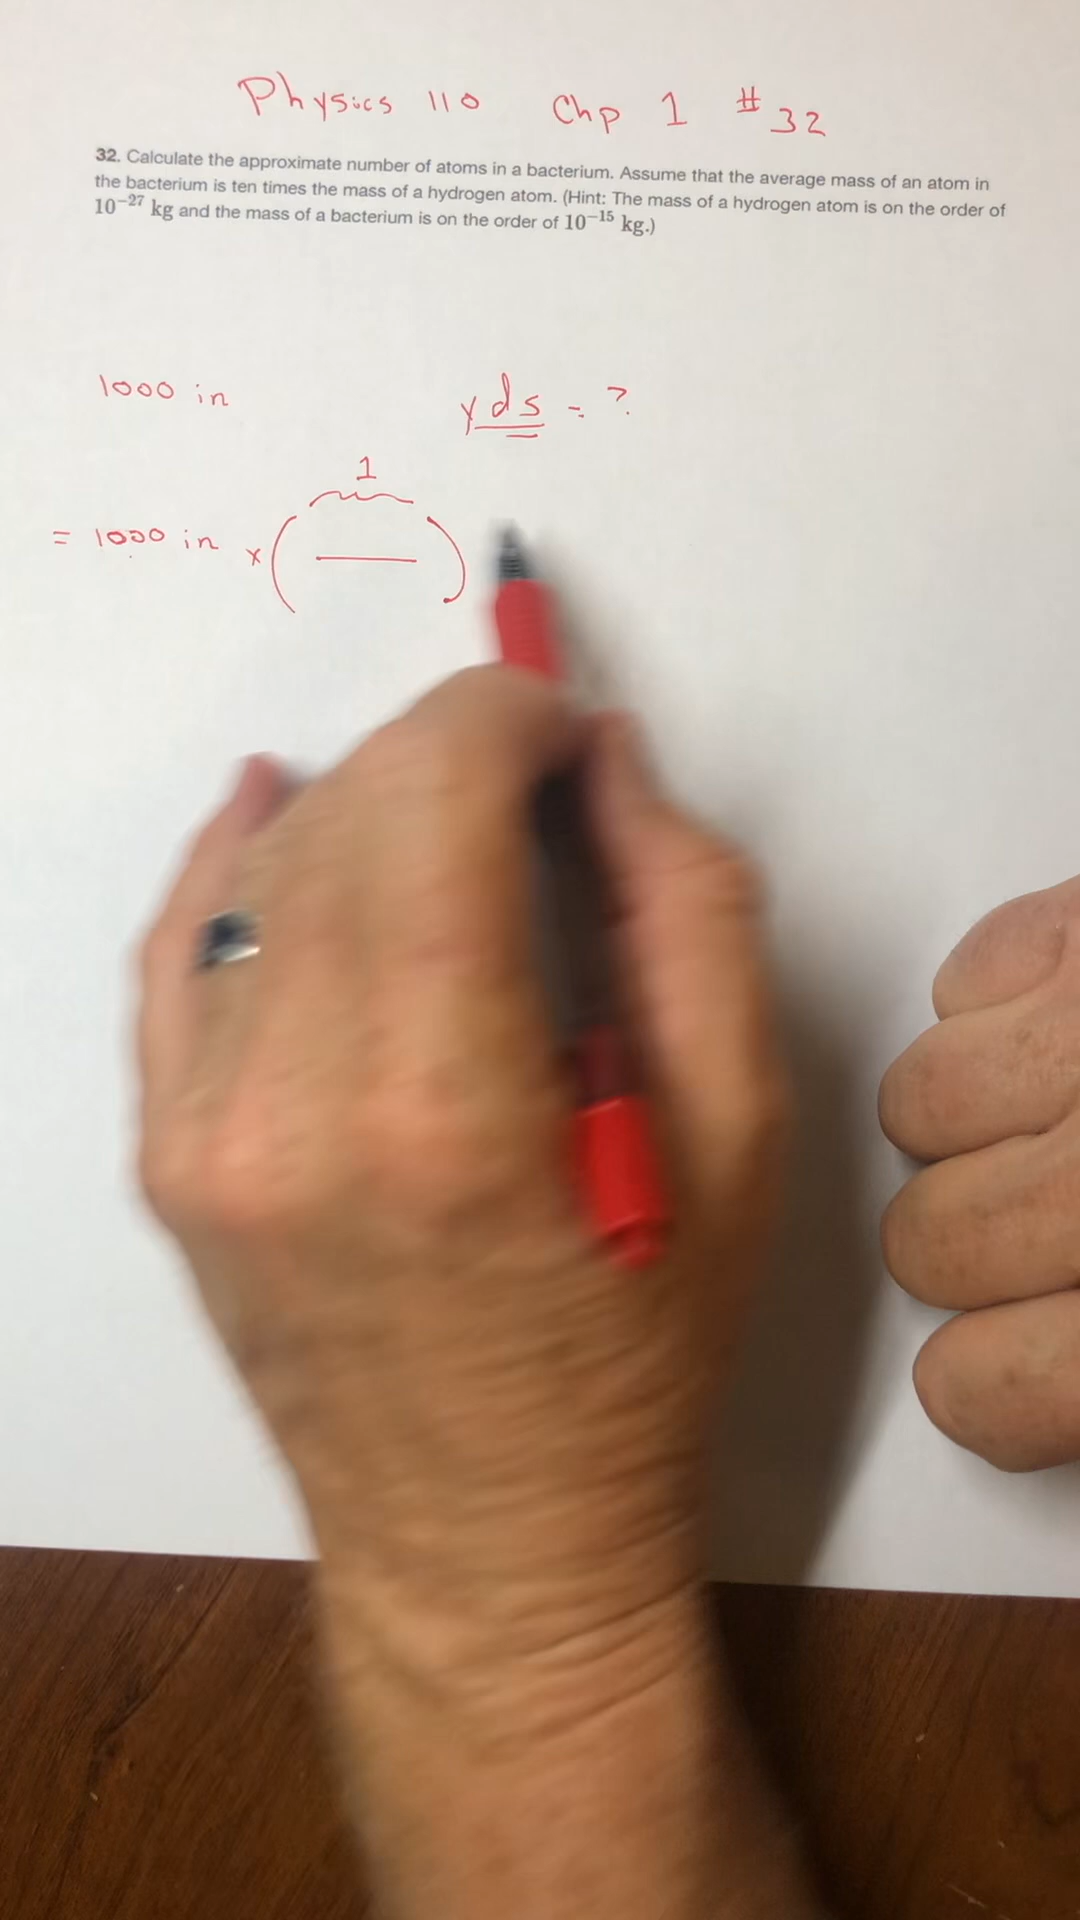 Physics 110 Chp 1 #32
32. Calculate the approximate number of atoms in a bacterium. Assume that the average mass of an atom in
the bacterium is ten times the mass of a hydrogen atom. (Hint: The mass of a hydrogen atom is on the order of
10⁻²⁷ kg and the mass of a bacterium is on the order of 10⁻¹⁵ kg.)
1000 in yds = ?
1
= 1000 in × ( — )